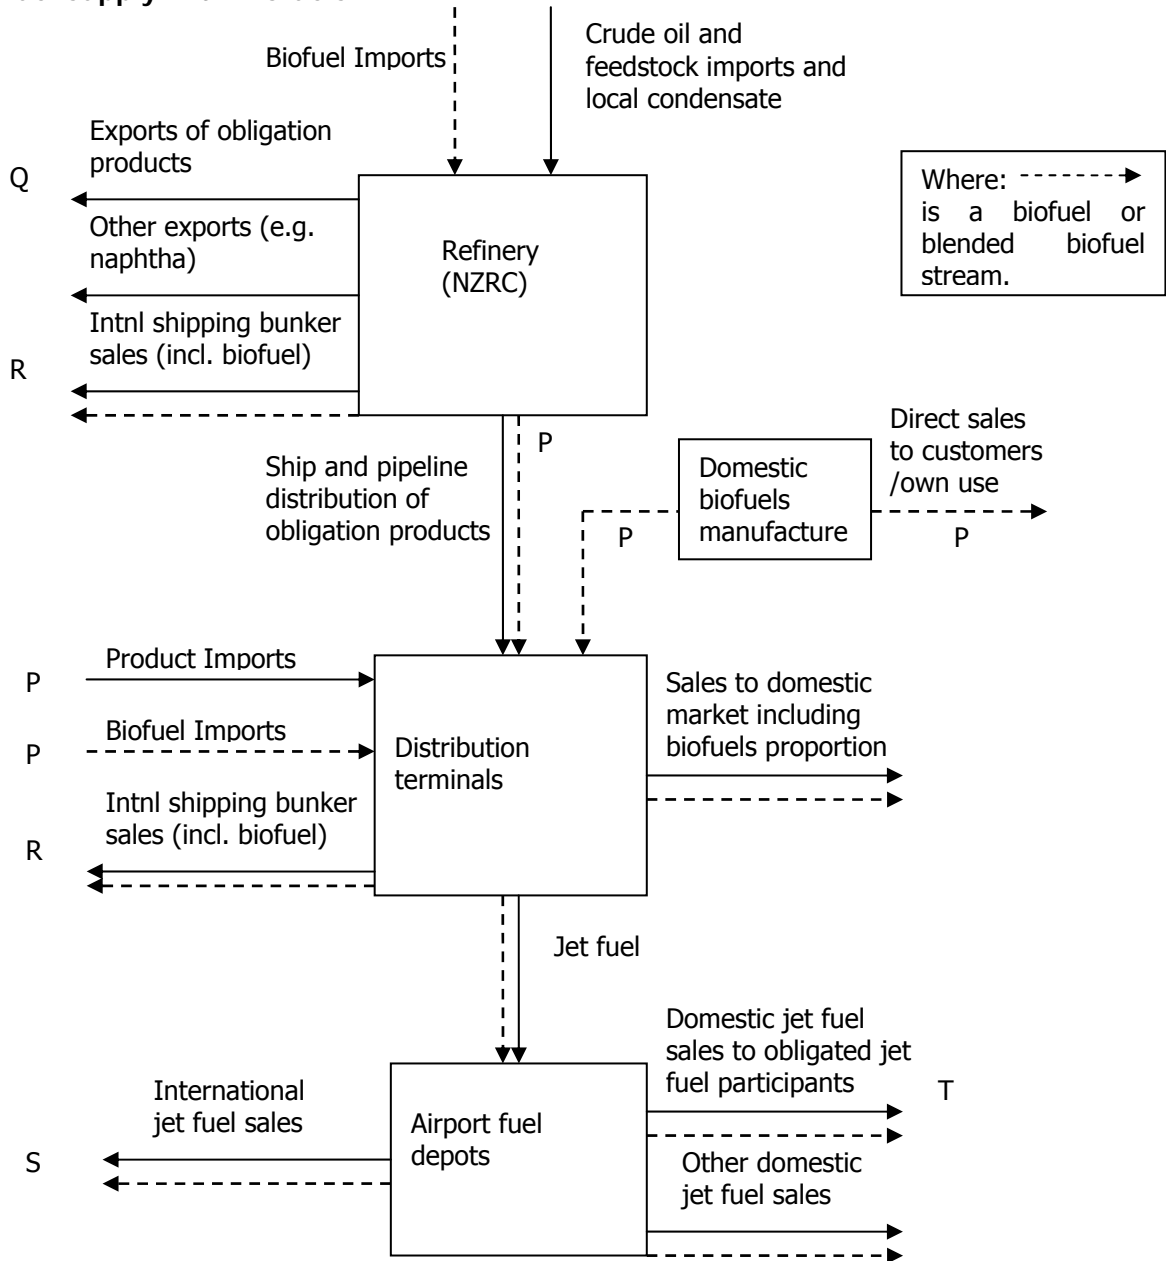 Biofuel Imports
Crude oil and
feedstock imports and
local condensate
Exports of obligation
products
Q
Other exports (e.g.
naphtha)
Intnl shipping bunker
sales (incl. biofuel)
R
Refinery
(NZRC)
Where:
is a biofuel or
blended biofuel
stream.
P
Ship and pipeline
distribution of
obligation products
Domestic
biofuels
manufacture
Direct sales
to customers
/own use
P
P
Product Imports
P
Biofuel Imports
P
Intnl shipping bunker
sales (incl. biofuel)
R
Distribution
terminals
Sales to domestic
market including
biofuels proportion
Jet fuel
International
jet fuel sales
S
Airport fuel
depots
Domestic jet fuel
sales to obligated jet
fuel participants
T
Other domestic
jet fuel sales